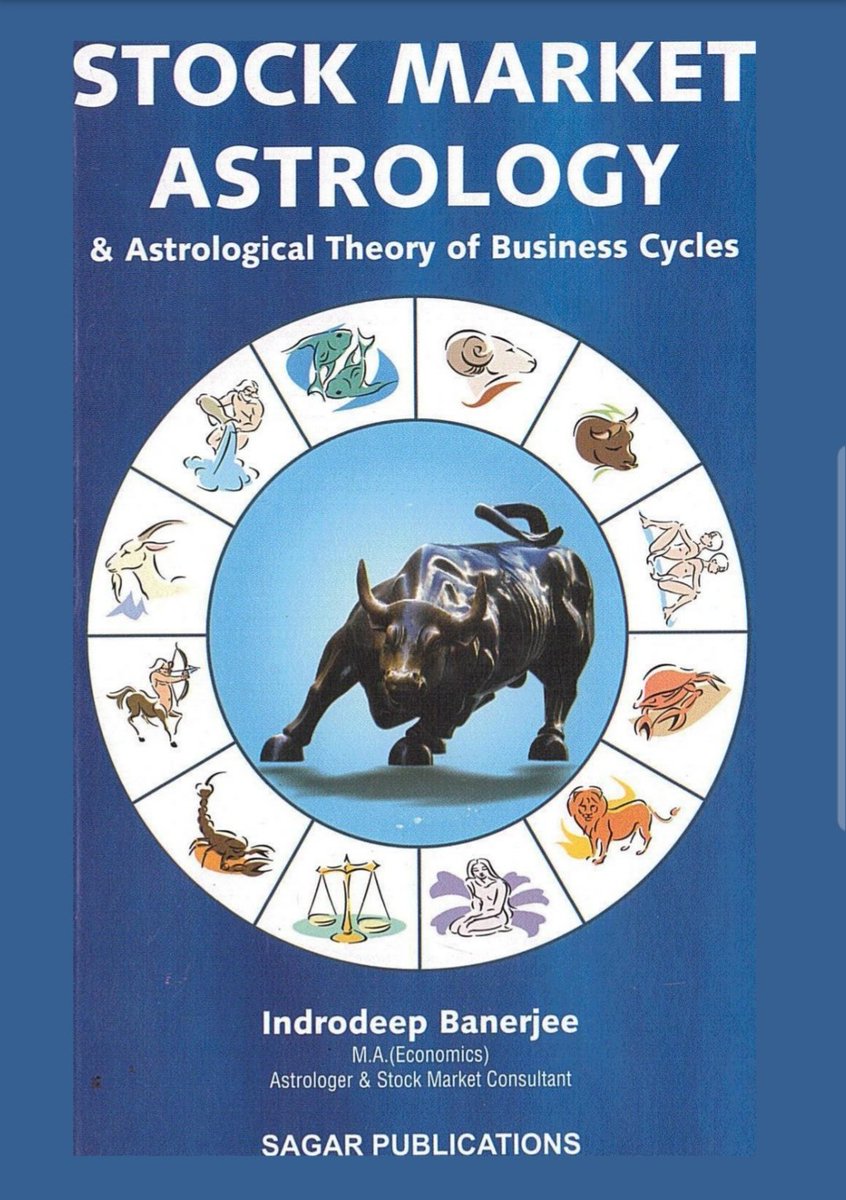 STOCK MARKET
ASTROLOGY
& Astrological Theory of Business Cycles
Indrodeep Banerjee
M.A.(Economics)
Astrologer & Stock Market Consultant
SAGAR PUBLICATIONS